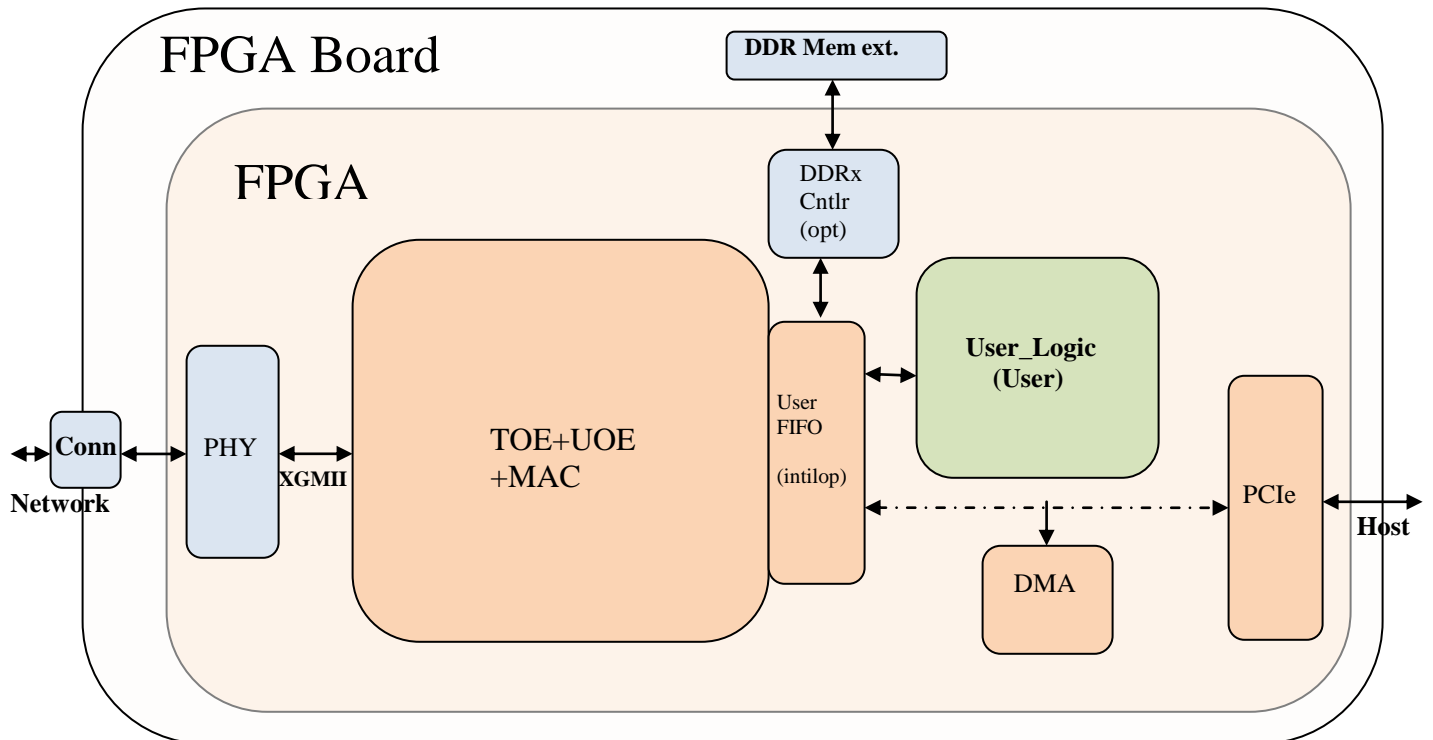 FPGA Board
DDR Mem ext.
FPGA
DDRx
Cntlr
(opt)
User_Logic
(User)
User
FIFO
(intilop)
TOE+UOE
+MAC
PHY
Conn
XGMII
Network
PCIe
Host
DMA